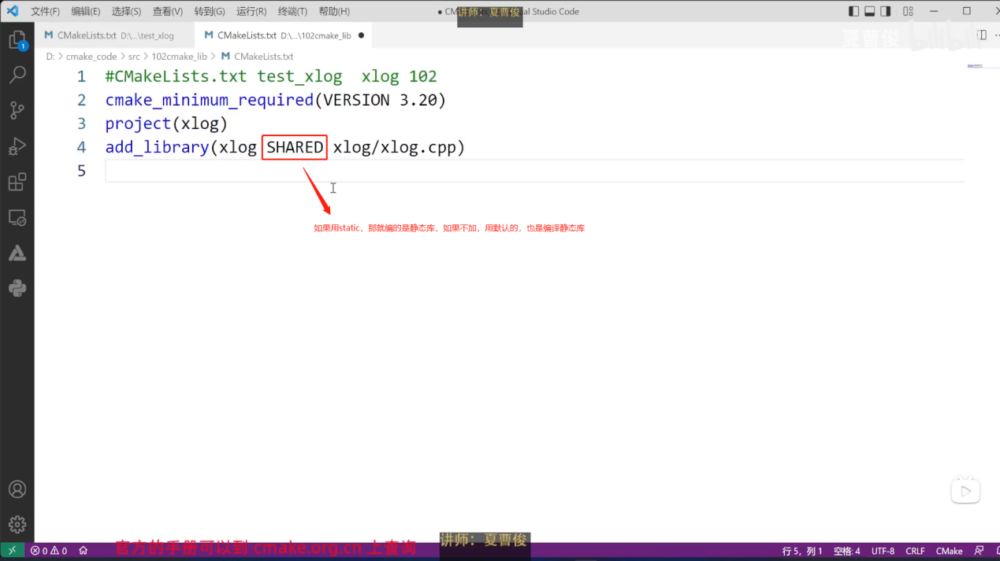 文件(F) 编辑(E) 选择(S) 查看(V) 转到(G) 运行(R) 终端(T) 帮助(H)
● CM 讲师：夏曹俊 al Studio Code
CMakeLists.txt D:\...\test_xlog
CMakeLists.txt D:\...\102cmake_lib ●
夏曹俊
D: > cmake_code > src > 102cmake_lib > CMakeLists.txt
1 #CMakeLists.txt test_xlog  xlog 102
2 cmake_minimum_required(VERSION 3.20)
3 project(xlog)
4 add_library(xlog SHARED xlog/xlog.cpp)
5
如果用static，那就编的是静态库，如果不加，用默认的，也是编译静态库
1
官方的手册可以到 cmake.org.cn 上查询
讲师：夏曹俊
0 0
行 5，列 1 空格: 4 UTF-8 CRLF CMake